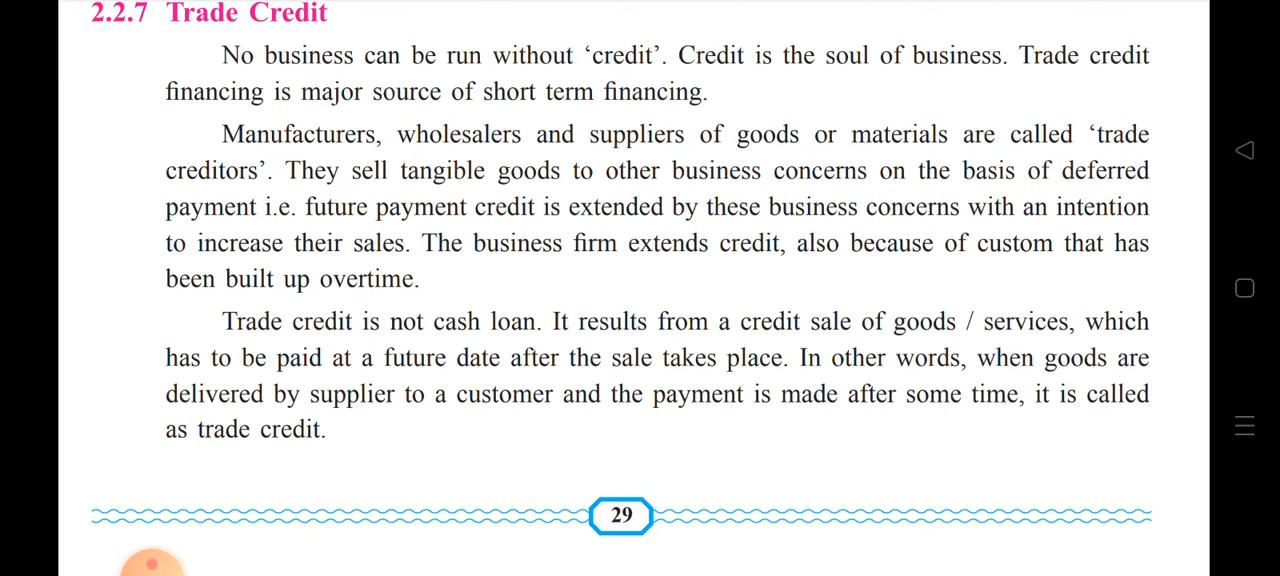 2.2.7 Trade Credit
No business can be run without ‘credit’. Credit is the soul of business. Trade credit
financing is major source of short term financing.
Manufacturers, wholesalers and suppliers of goods or materials are called ‘trade
creditors’. They sell tangible goods to other business concerns on the basis of deferred
payment i.e. future payment credit is extended by these business concerns with an intention
to increase their sales. The business firm extends credit, also because of custom that has
been built up overtime.
Trade credit is not cash loan. It results from a credit sale of goods / services, which
has to be paid at a future date after the sale takes place. In other words, when goods are
delivered by supplier to a customer and the payment is made after some time, it is called
as trade credit.
29